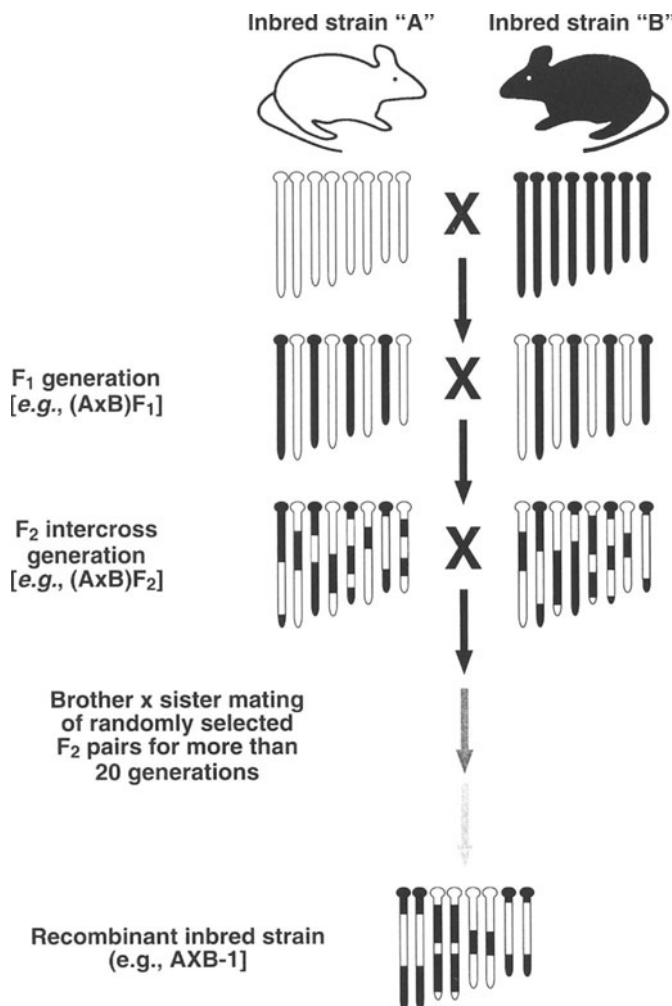 Inbred strain “A”
Inbred strain “B”
X
F₁ generation
[e.g., (AxB)F₁]
X
F₂ intercross
generation
[e.g., (AxB)F₂]
X
Brother x sister mating
of randomly selected
F₂ pairs for more than
20 generations
Recombinant inbred strain
(e.g., AXB-1]